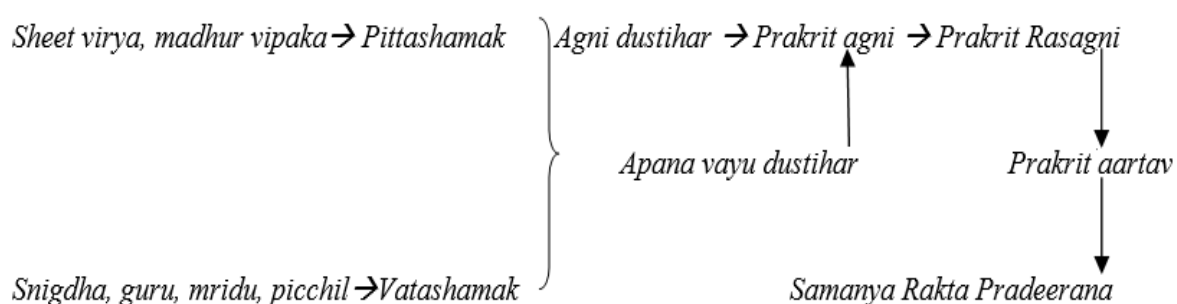 Sheet virya, madhur vipaka→ Pittashamak Agni dustihar → Prakrit agni → Prakrit Rasagni
Apana vayu dustihar Prakrit aartav
Snigdha, guru, mridu, picchil→Vatashamak Samanya Rakta Pradeerana